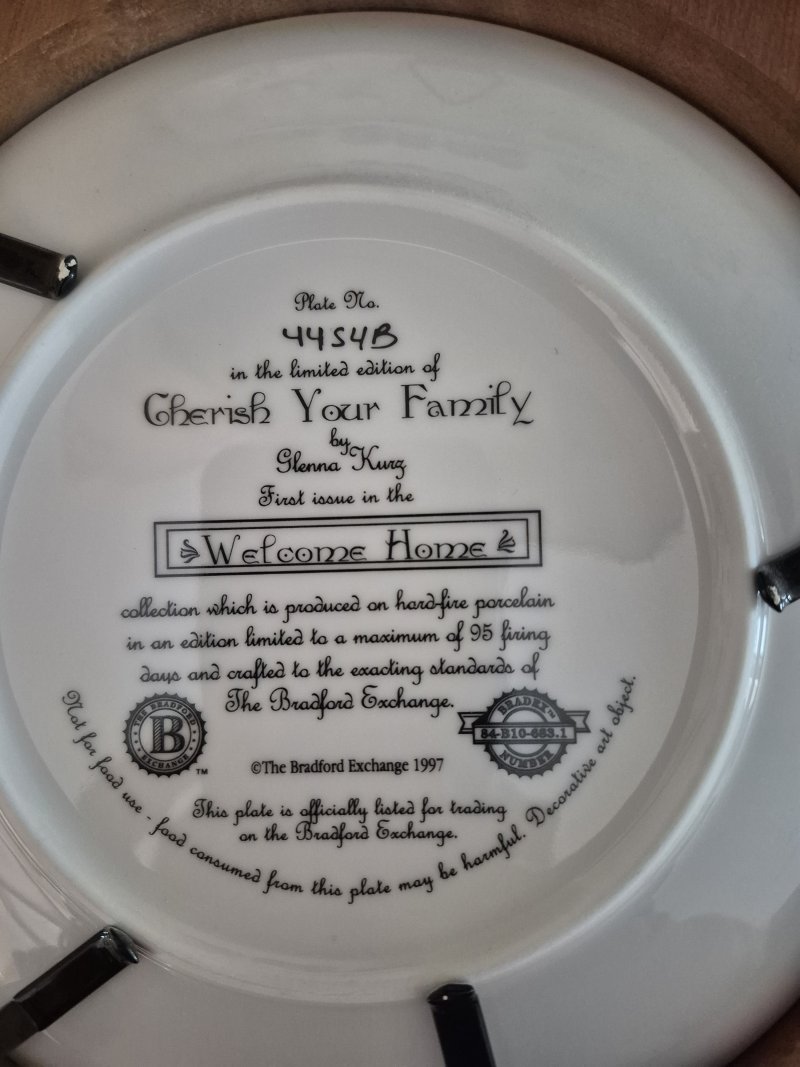 Plate No.
44S4B
in the limited edition of
Cherish Your Family
by
Glenna Kurz
First issue in the
Welcome Home
collection which is produced on hard-fire porcelain
in an edition limited to a maximum of 95 firing
days and crafted to the exacting standards of
The Bradford Exchange.
THE BRADFORD
B
EXCHANGE
TM
BRADEX™
84-B10-683.1
NUMBER
©The Bradford Exchange 1997
This plate is officially listed for trading
on the Bradford Exchange.
Not for food use - food consumed from this plate may be harmful. Decorative art object.